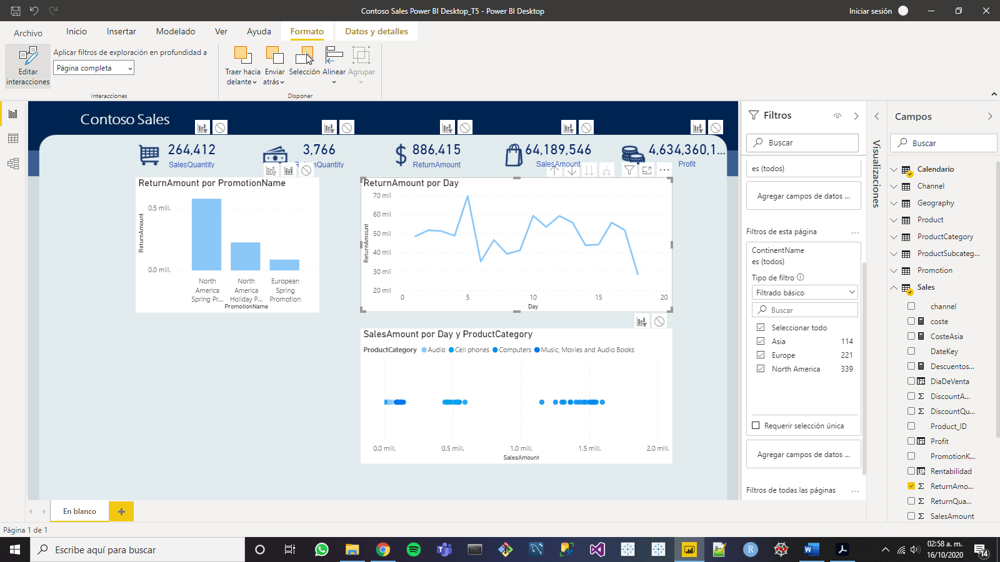 Contoso Sales Power BI Desktop_T5 - Power BI Desktop
Iniciar sesión
Archivo
Inicio
Insertar
Modelado
Ver
Ayuda
Formato
Datos y detalles
Editar
interacciones
Aplicar filtros de exploración en profundidad a
Página completa
Interacciones
Traer hacia
delante
Enviar
atrás
Selección
Alinear
Agrupar
Disponer
Contoso Sales
264,412
SalesQuantity
3,766
nQuantity
886,415
ReturnAmount
64,189,546
SalesAmount
4,634,360,1...
Profit
ReturnAmount por PromotionName
ReturnAmount
0.5 mill.
0.0 mill.
North
America
Spring Pr...
North
America
Holiday P...
European
Spring
Promotion
PromotionName
ReturnAmount por Day
ReturnAmount
70 mil
60 mil
50 mil
40 mil
30 mil
20 mil
0
5
10
15
20
Day
SalesAmount por Day y ProductCategory
ProductCategory
Audio
Cell phones
Computers
Music, Movies and Audio Books
0.0 mill.
0.5 mill.
1.0 mill.
1.5 mill.
2.0 mill.
SalesAmount
Filtros
Buscar
es (todos)
Agregar campos de datos ...
Filtros de esta página
ContinentName
es (todos)
Tipo de filtro
Filtrado básico
Buscar
Seleccionar todo
Asia 114
Europe 221
North America 339
Requerir selección única
Agregar campos de datos ...
Filtros de todas las páginas
Visualizaciones
Campos
Buscar
Calendario
Channel
Geography
Product
ProductCategory
ProductSubcateg...
Promotion
Sales
channel
coste
CosteAsia
DateKey
Descuentos...
DiaDeVenta
DiscountA...
DiscountQu...
Product_ID
Profit
PromotionK...
Rentabilidad
ReturnAmo...
ReturnQua...
SalesAmount
En blanco
Página 1 de 1
Escribe aquí para buscar
02:58 a. m.
16/10/2020
14